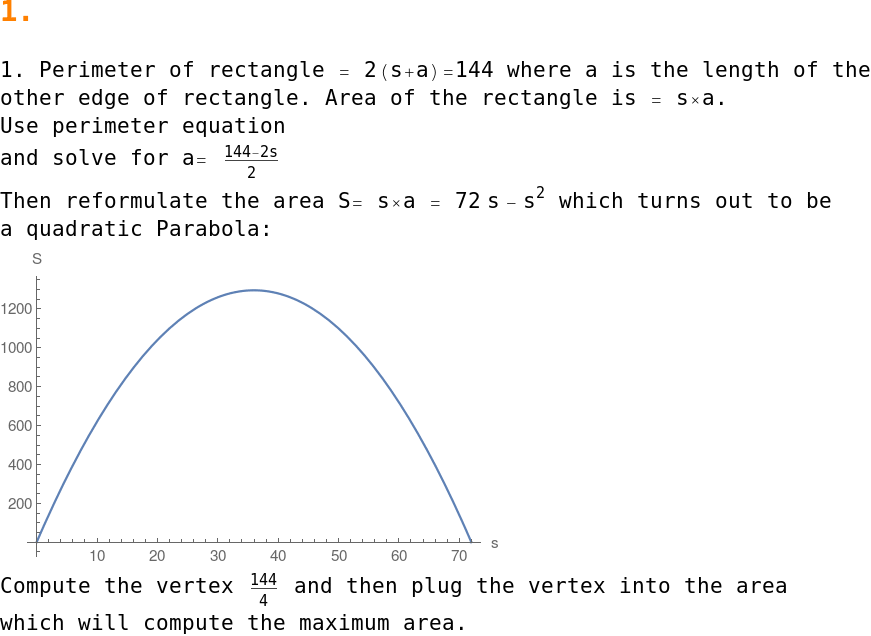 1.
1. Perimeter of rectangle = 2(s+a)=144 where a is the length of the
other edge of rectangle. Area of the rectangle is = s×a.
Use perimeter equation
and solve for a= \frac{144-2s}{2}
Then reformulate the area S= s×a = 72 s - s^2 which turns out to be
a quadratic Parabola:
S
1200
1000
800
600
400
200
10 20 30 40 50 60 70 s
Compute the vertex \frac{144}{4} and then plug the vertex into the area
which will compute the maximum area.